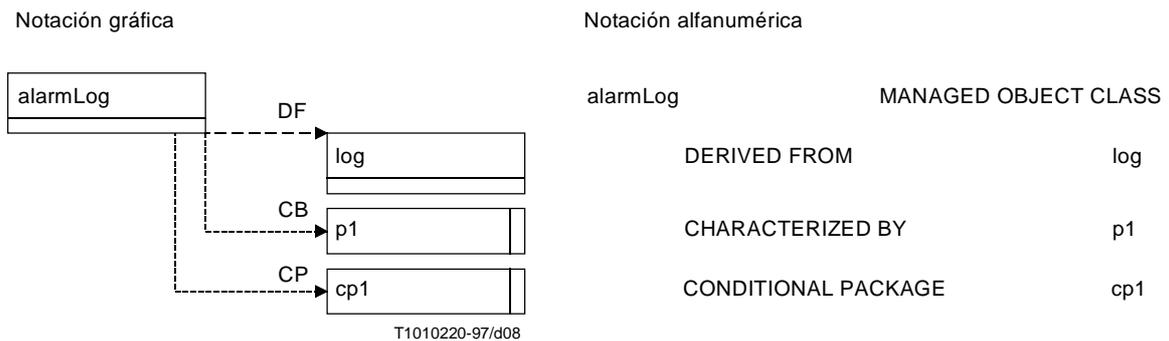 Notación gráfica
Notación alfanumérica
alarmLog
DF
log
CB
p1
CP
cp1
T1010220-97/d08
alarmLog MANAGED OBJECT CLASS
DERIVED FROM log
CHARACTERIZED BY p1
CONDITIONAL PACKAGE cp1